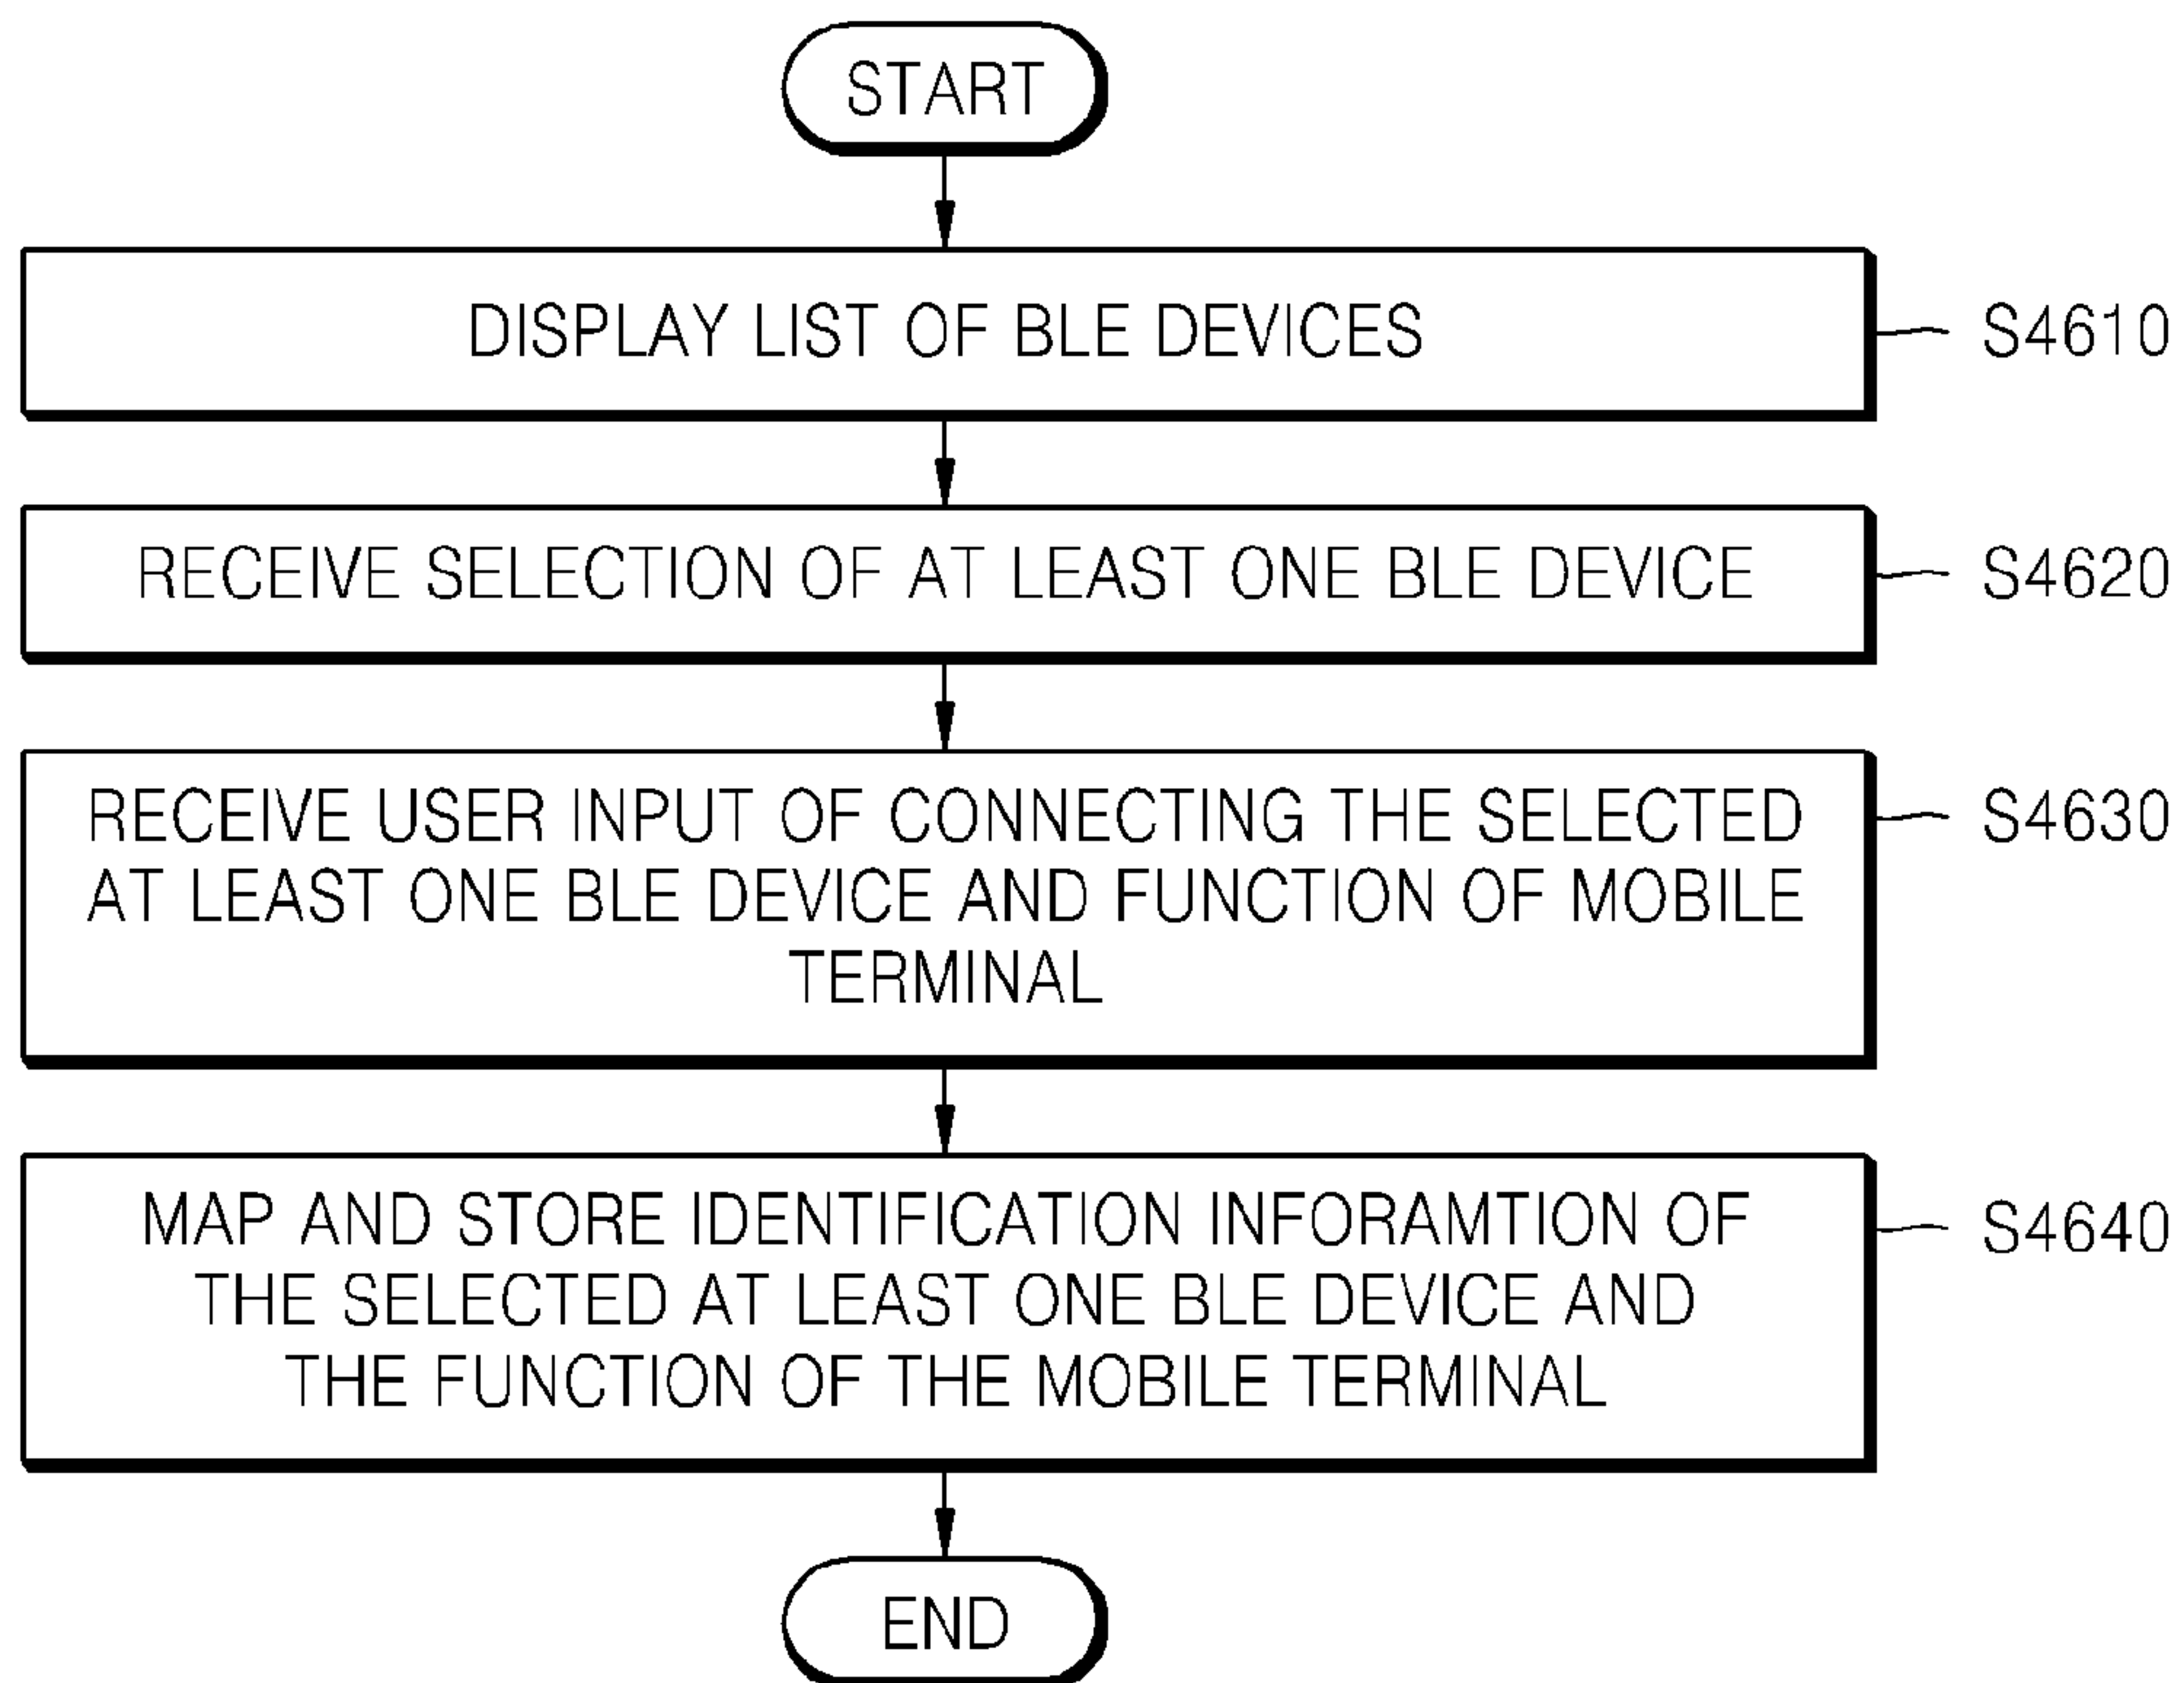 START
DISPLAY LIST OF BLE DEVICES
S4610
RECEIVE SELECTION OF AT LEAST ONE BLE DEVICE
S4620
RECEIVE USER INPUT OF CONNECTING THE SELECTED
AT LEAST ONE BLE DEVICE AND FUNCTION OF MOBILE
TERMINAL
S4630
MAP AND STORE IDENTIFICATION INFORAMTION OF
THE SELECTED AT LEAST ONE BLE DEVICE AND
THE FUNCTION OF THE MOBILE TERMINAL
S4640
END